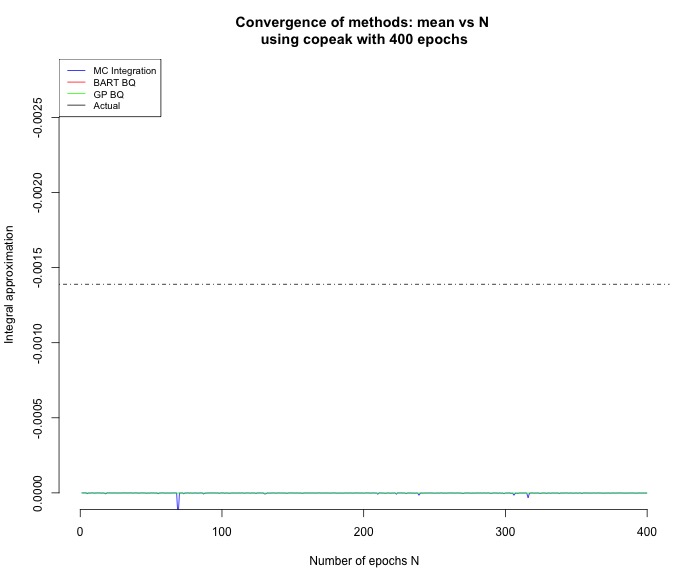 Convergence of methods: mean vs N
using copeak with 400 epochs
MC Integration
BART BQ
GP BQ
Actual
Integral approximation
-0.0025
-0.0020
-0.0015
-0.0010
-0.0005
0.0000
0
100
200
300
400
Number of epochs N